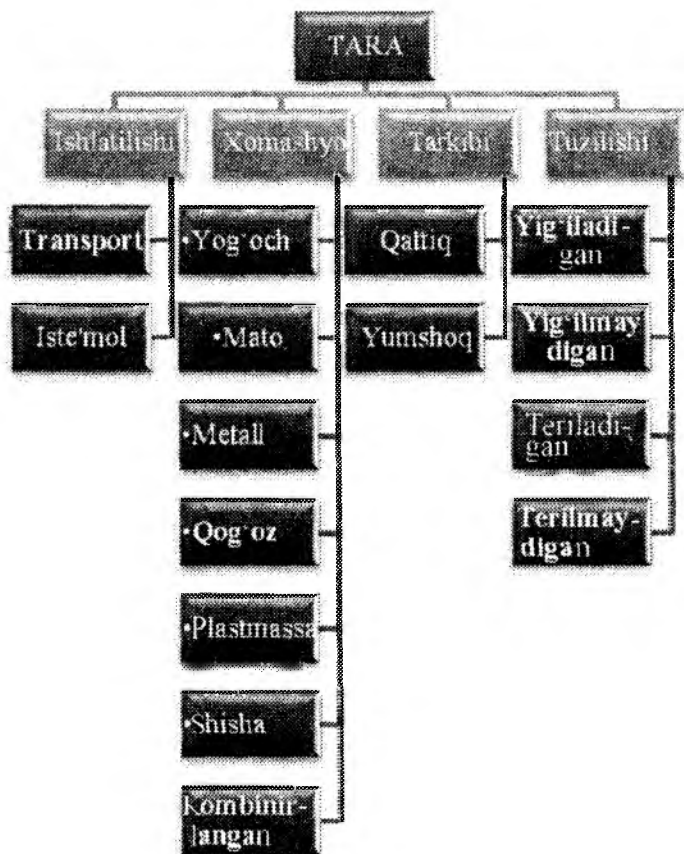 TARA
Ishlatilishi
Xomashyo
Tarkibi
Tuzilishi
Transport
•Yog‘och
Qattiq
Yig‘iladi-
gan
Iste'mol
•Mato
Yumshoq
Yig‘ilmay
digan
•Metall
Teriladi-
gan
•Qog‘oz
Terilmay-
digan
•Plastmassa
•Shisha
Kombinir-
langan